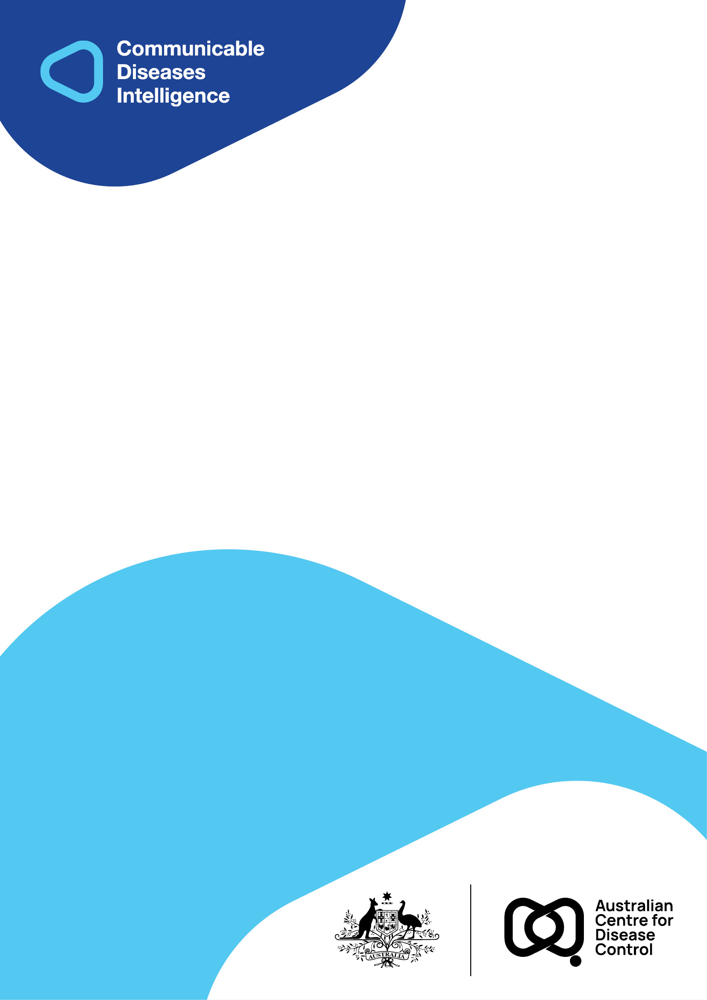 Communicable
Diseases
Intelligence
AUSTRALIA
Australian
Centre for
Disease
Control